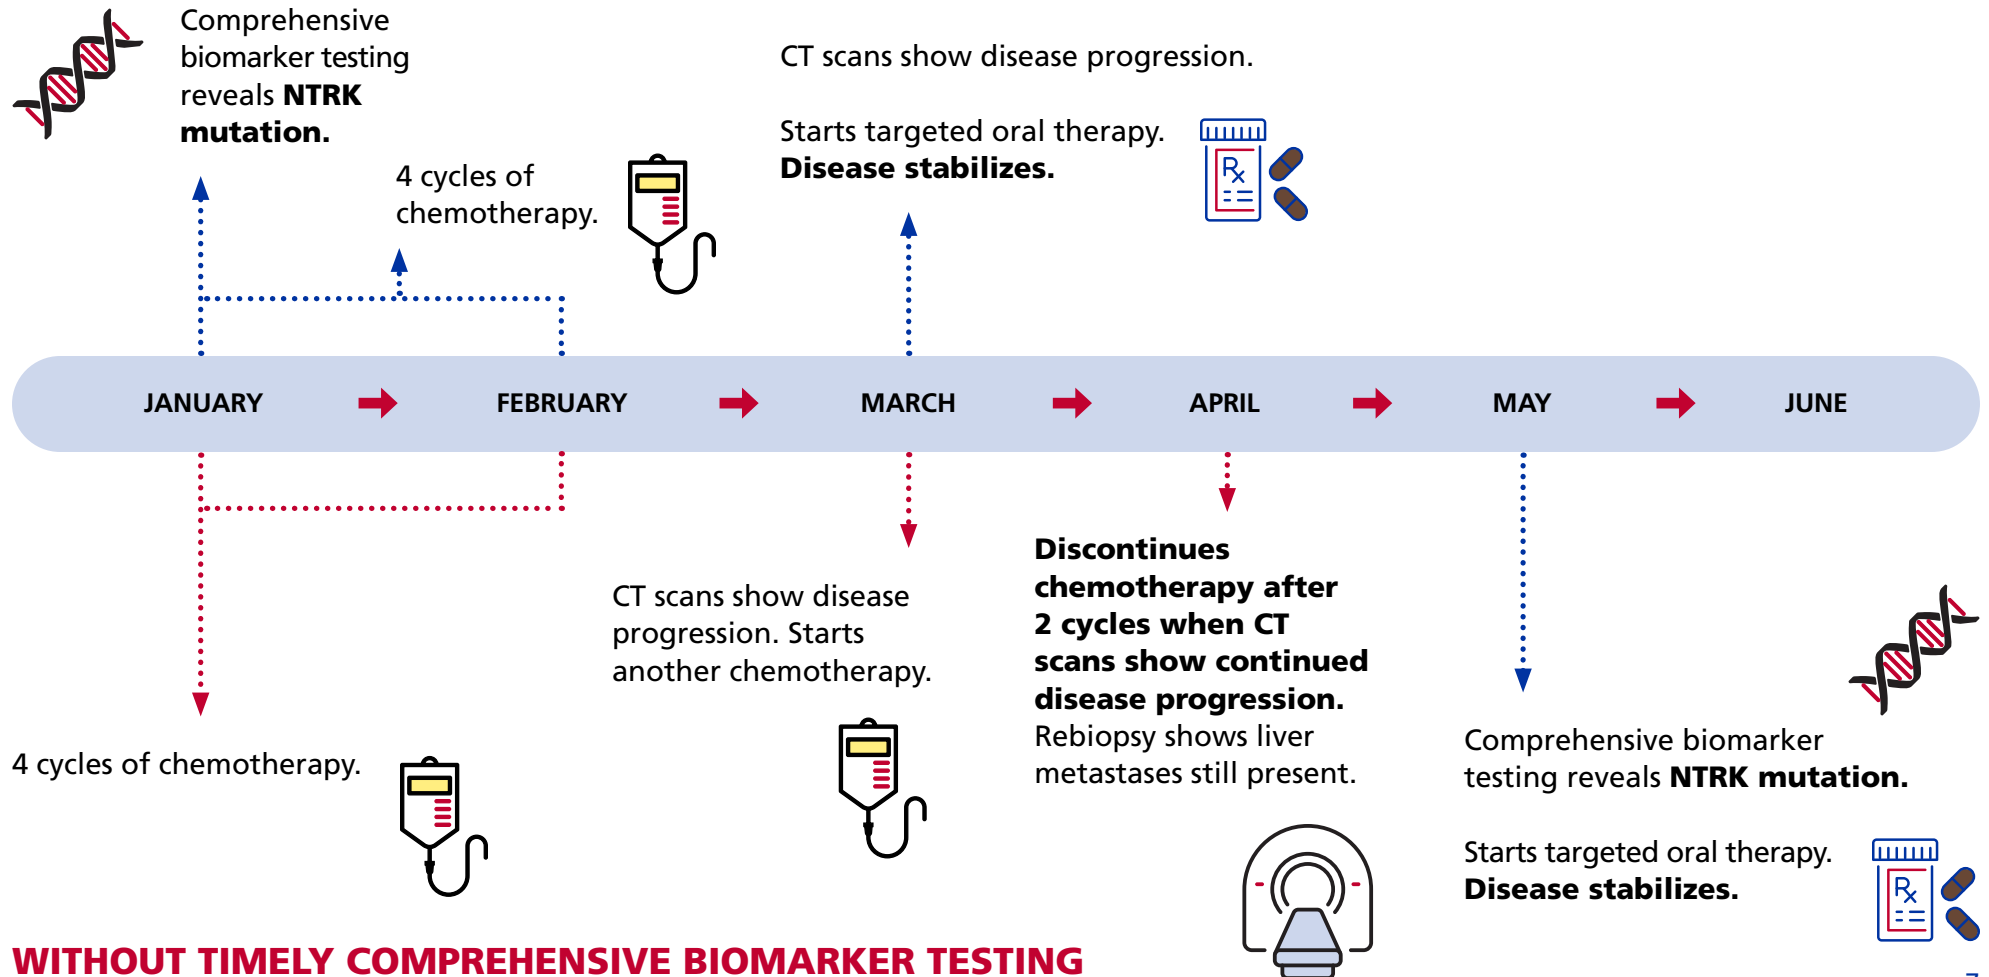 Comprehensive
biomarker testing
reveals NTRK
mutation.
4 cycles of
chemotherapy.
CT scans show disease progression.
Starts targeted oral therapy.
Disease stabilizes.
Rx
JANUARY
FEBRUARY
MARCH
APRIL
MAY
JUNE
4 cycles of chemotherapy.
CT scans show disease
progression. Starts
another chemotherapy.
Discontinues
chemotherapy after
2 cycles when CT
scans show continued
disease progression.
Rebiopsy shows liver
metastases still present.
Comprehensive biomarker
testing reveals NTRK mutation.
Starts targeted oral therapy.
Disease stabilizes.
Rx
WITHOUT TIMELY COMPREHENSIVE BIOMARKER TESTING